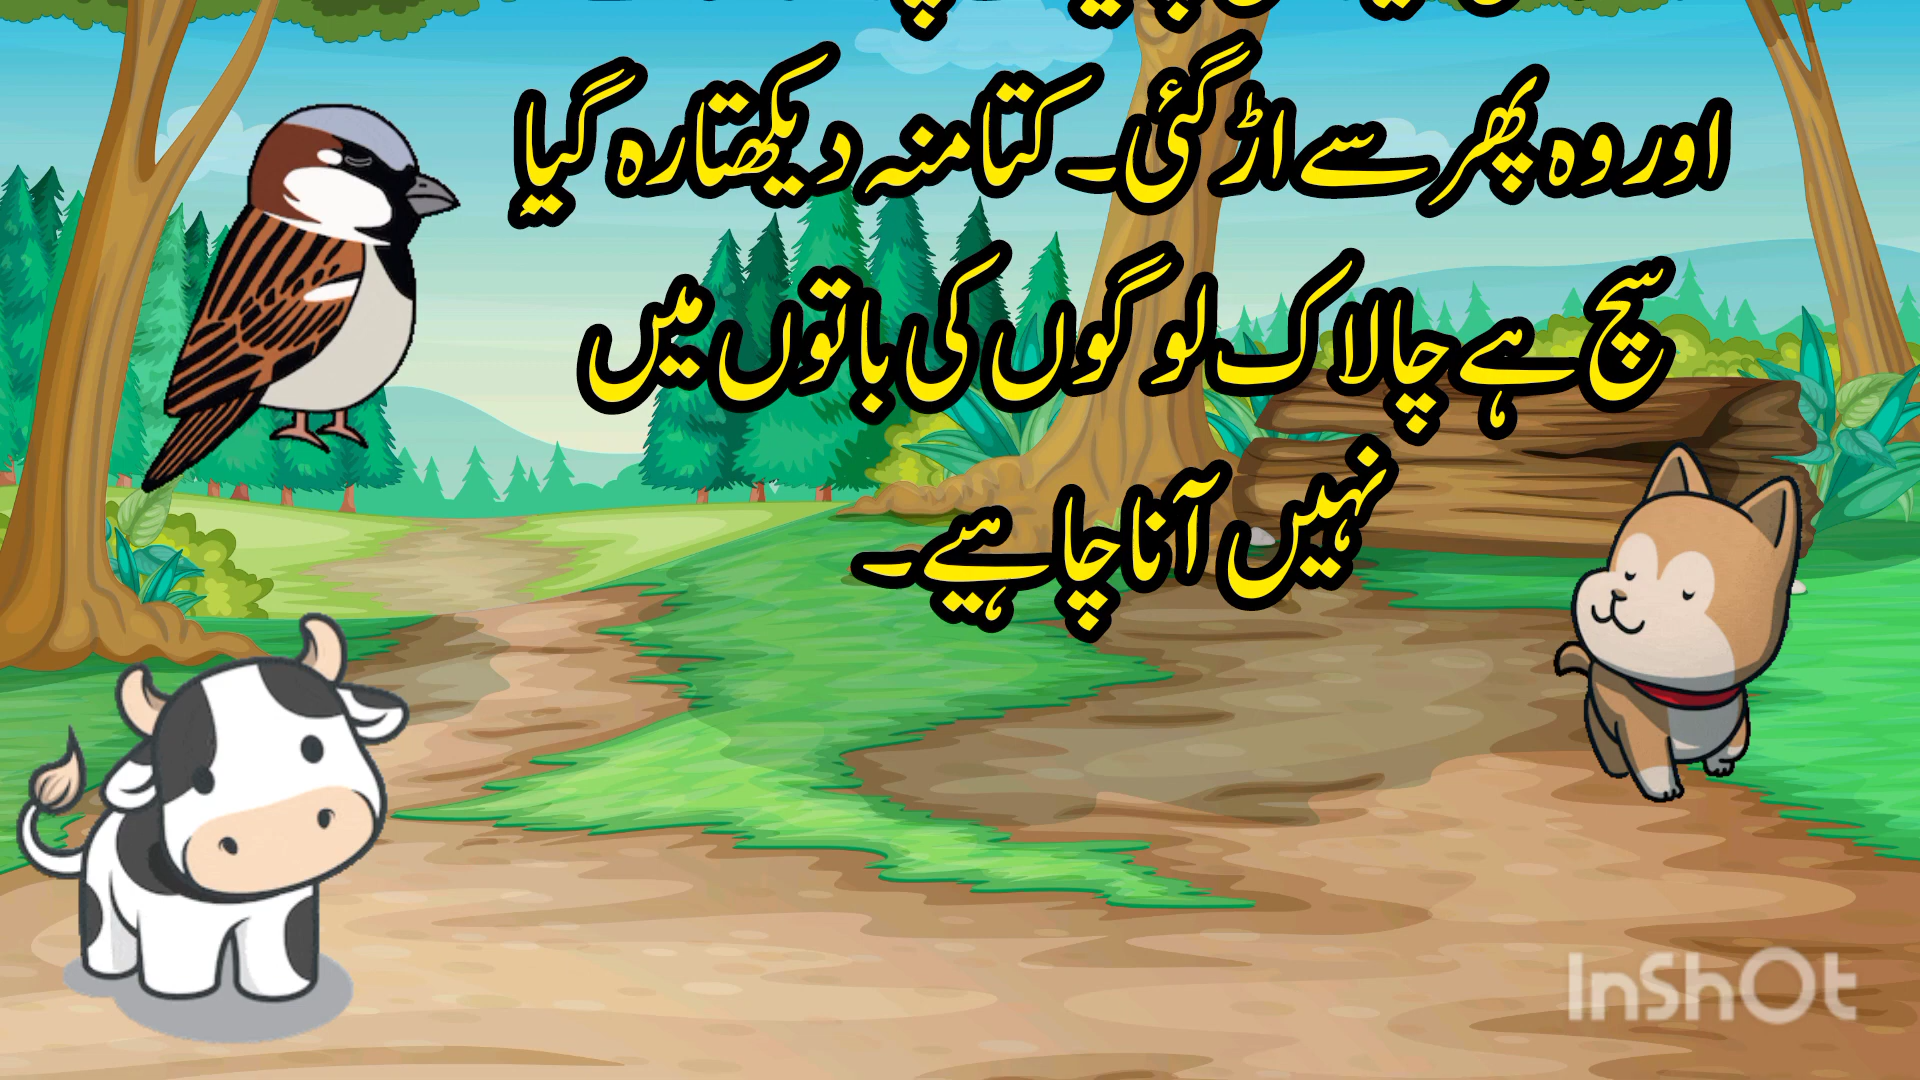 اور وہ پھر سے اڑ گئی۔ کتا منہ دیکھتا رہ گیا
سچ ہے چالاک لوگوں کی باتوں میں
نہیں آنا چاہیے۔
InShOt